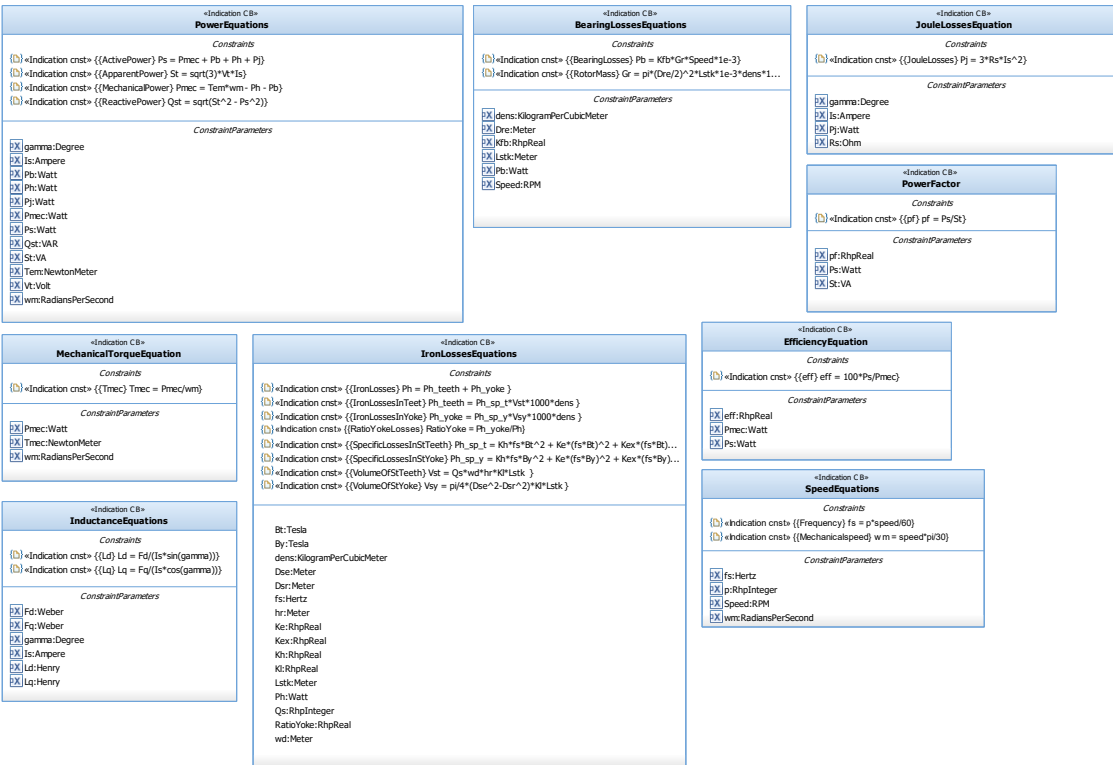 «Indication CB»
PowerEquations
Constraints
«Indication cnst» {{ActivePower} Ps = Pmec + Pb + Ph + Pj}
«Indication cnst» {{ApparentPower} St = sqrt(3)*Vt*Is}
«Indication cnst» {{MechanicalPower} Pmec = Tem*wm - Ph - Pb}
«Indication cnst» {{ReactivePower} Qst = sqrt(St^2 - Ps^2)}
ConstraintParameters
gamma:Degree
Is:Ampere
Pb:Watt
Ph:Watt
Pj:Watt
Pmec:Watt
Ps:Watt
Qst:VAR
St:VA
Tem:NewtonMeter
Vt:Volt
wm:RadiansPerSecond
«Indication CB»
BearingLossesEquations
Constraints
«Indication cnst» {{BearingLosses} Pb = Kfb*Gr*Speed*1e-3}
«Indication cnst» {{RotorMass} Gr = pi*(Dre/2)^2*Lstk*1e-3*dens*1...
ConstraintParameters
dens:KilogramPerCubicMeter
Dre:Meter
Kfb:RhpReal
Lstk:Meter
Pb:Watt
Speed:RPM
«Indication CB»
JouleLossesEquation
Constraints
«Indication cnst» {{JouleLosses} Pj = 3*Rs*Is^2}
ConstraintParameters
gamma:Degree
Is:Ampere
Pj:Watt
Rs:Ohm
«Indication CB»
PowerFactor
Constraints
«Indication cnst» {{pf} pf = Ps/St}
ConstraintParameters
pf:RhpReal
Ps:Watt
St:VA
«Indication CB»
MechanicalTorqueEquation
Constraints
«Indication cnst» {{Tmec} Tmec = Pmec/wm}
ConstraintParameters
Pmec:Watt
Tmec:NewtonMeter
wm:RadiansPerSecond
«Indication CB»
IronLossesEquations
Constraints
«Indication cnst» {{IronLosses} Ph = Ph_teeth + Ph_yoke }
«Indication cnst» {{IronLossesInTeet} Ph_teeth = Ph_sp_t*Vst*1000*dens }
«Indication cnst» {{IronLossesInYoke} Ph_yoke = Ph_sp_y*Vsy*1000*dens }
«Indication cnst» {{RatioYokeLosses} RatioYoke = Ph_yoke/Ph}
«Indication cnst» {{SpecificLossesInStTeeth} Ph_sp_t = Kh*fs*Bt^2 + Ke*(fs*Bt)^2 + Kex*(fs*Bt)...
«Indication cnst» {{SpecificLossesInStYoke} Ph_sp_y = Kh*fs*By^2 + Ke*(fs*By)^2 + Kex*(fs*By)...
«Indication cnst» {{VolumeOfStTeeth} Vst = Qs*wd*hr*Kl*Lstk }
«Indication cnst» {{VolumeOfStYoke} Vsy = pi/4*(Dse^2-Dsr^2)*Kl*Lstk }
Bt:Tesla
By:Tesla
dens:KilogramPerCubicMeter
Dse:Meter
Dsr:Meter
fs:Hertz
hr:Meter
Ke:RhpReal
Kex:RhpReal
Kh:RhpReal
Kl:RhpReal
Lstk:Meter
Ph:Watt
Qs:RhpInteger
RatioYoke:RhpReal
wd:Meter
«Indication CB»
EfficiencyEquation
Constraints
«Indication cnst» {{eff} eff = 100*Ps/Pmec}
ConstraintParameters
eff:RhpReal
Pmec:Watt
Ps:Watt
«Indication CB»
InductanceEquations
Constraints
«Indication cnst» {{Ld} Ld = Fd/(Is*sin(gamma))}
«Indication cnst» {{Lq} Lq = Fq/(Is*cos(gamma))}
ConstraintParameters
Fd:Weber
Fq:Weber
gamma:Degree
Is:Ampere
Ld:Henry
Lq:Henry
«Indication CB»
SpeedEquations
Constraints
«Indication cnst» {{Frequency} fs = p*speed/60}
«Indication cnst» {{Mechanicalspeed} wm = speed*pi/30}
ConstraintParameters
fs:Hertz
p:RhpInteger
Speed:RPM
wm:RadiansPerSecond